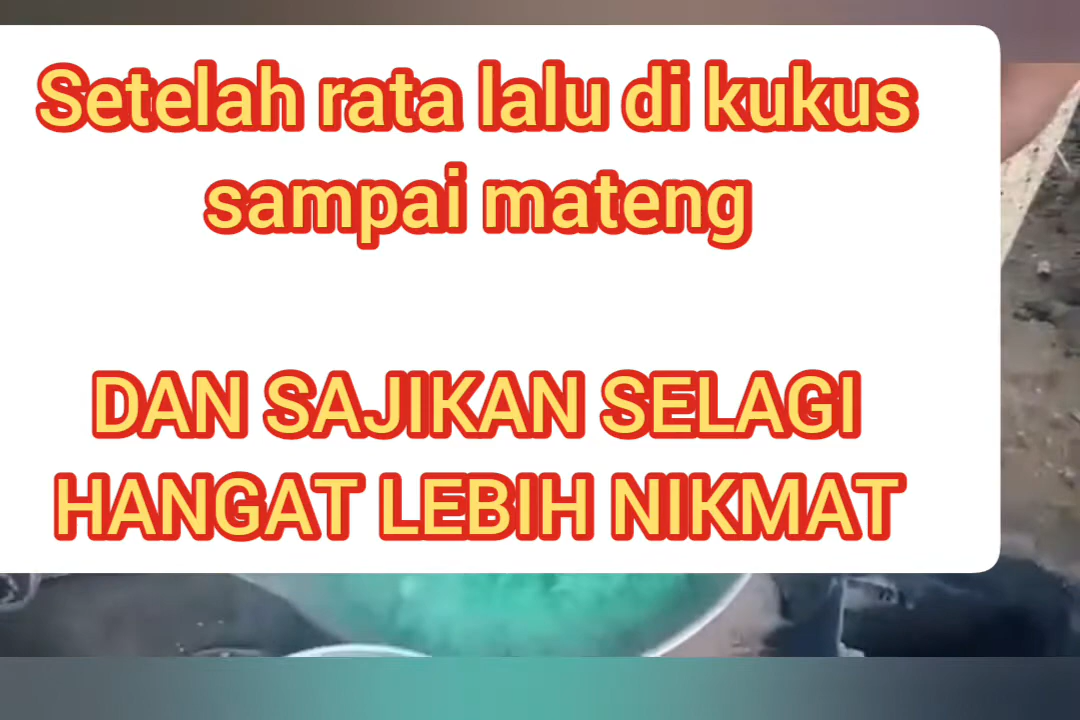 Setelah rata lalu di kukus
sampai mateng
DAN SAJIKAN SELAGI
HANGAT LEBIH NIKMAT